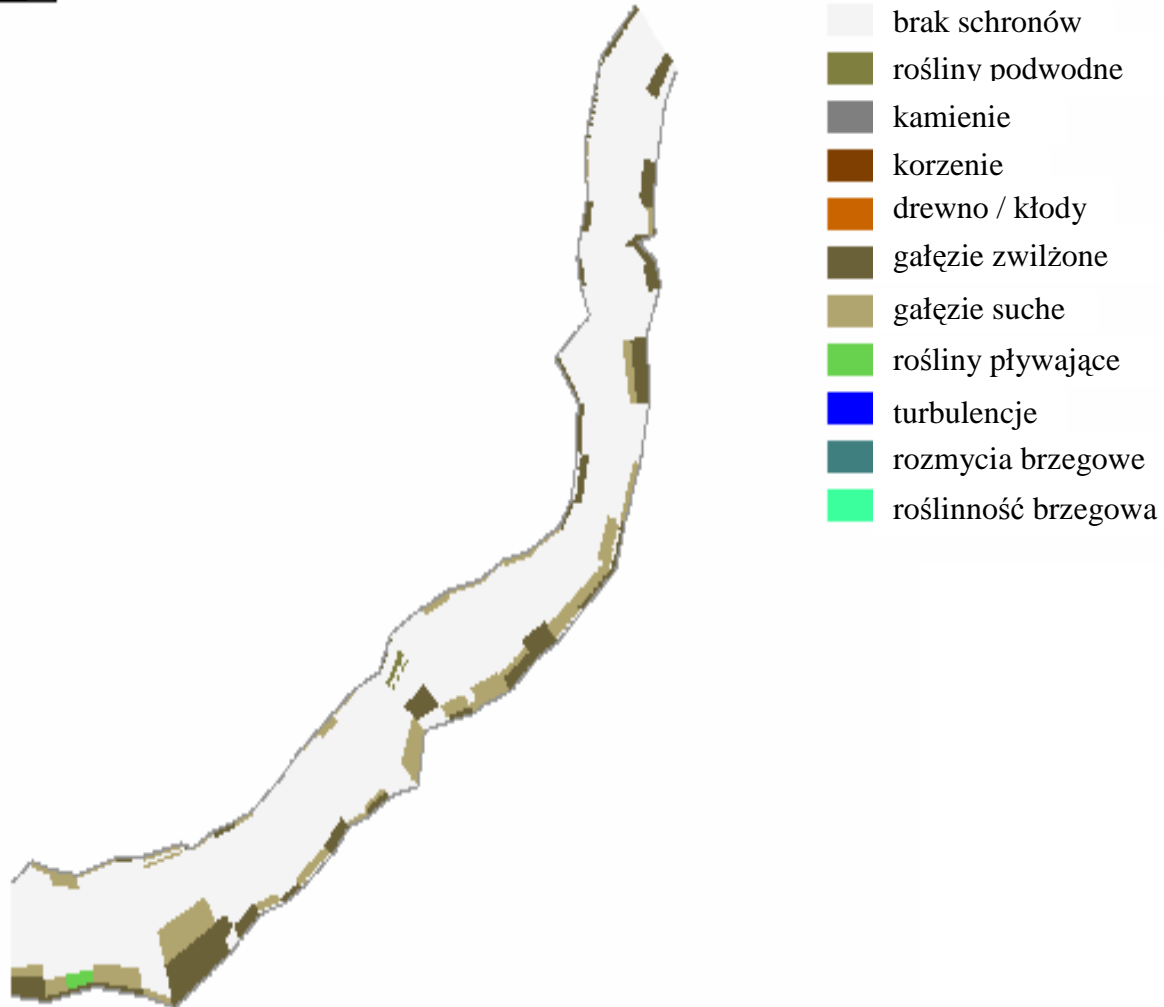 brak schronów
rośliny podwodne
kamienie
korzenie
drewno / kłody
gałęzie zwilżone
gałęzie suche
rośliny pływające
turbulencje
rozmycia brzegowe
roślinność brzegowa